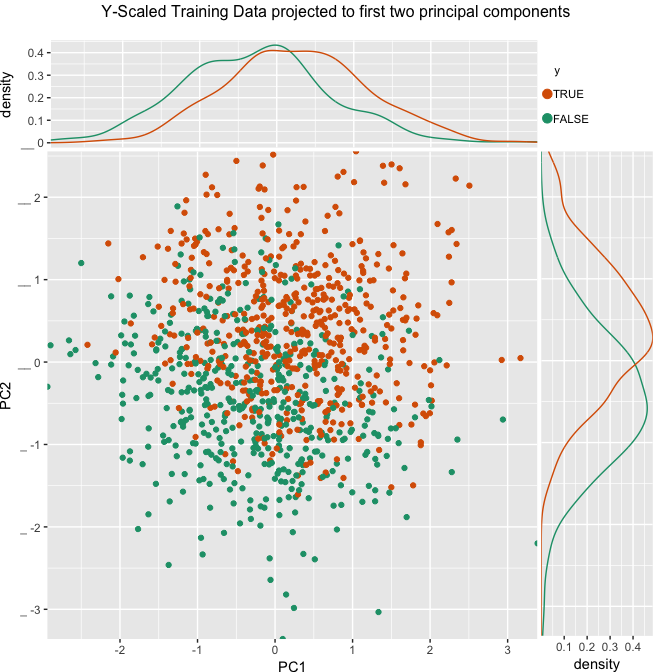 Y-Scaled Training Data projected to first two principal components
density
0.4
0.3
0.2
0.1
0
y
TRUE
FALSE
PC2
2
1
0
-1
-2
-3
-2 -1 0 1 2 3
PC1
0.1 0.2 0.3 0.4
density